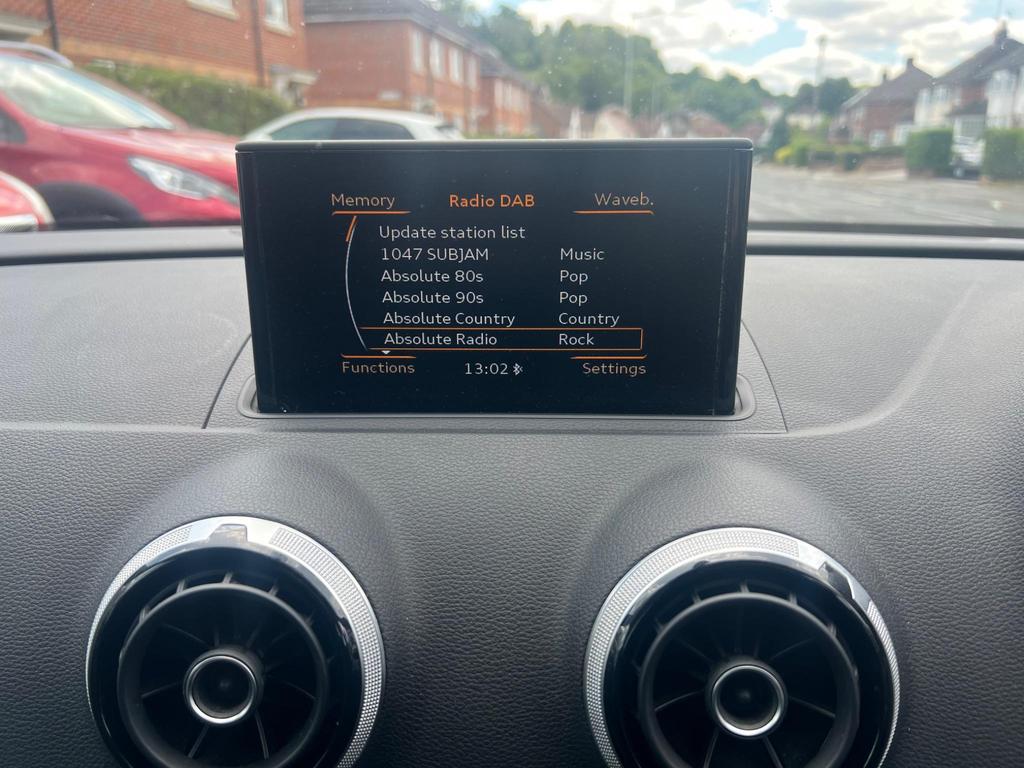 Memory Radio DAB Waveb.
Update station list
1047 SUBJAM Music
Absolute 80s Pop
Absolute 90s Pop
Absolute Country Country
Absolute Radio Rock
Functions 13:02 Settings